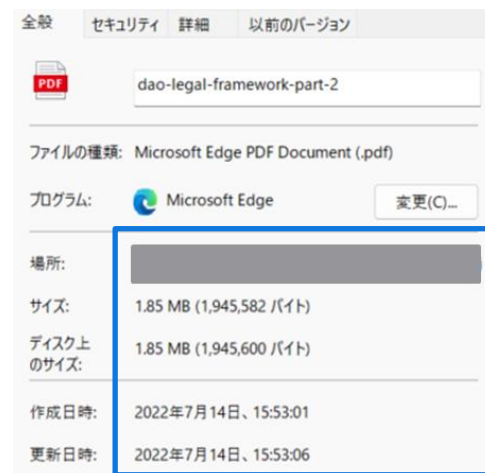 全般 セキュリティ 詳細 以前のバージョン
PDF
dao-legal-framework-part-2
ファイルの種類: Microsoft Edge PDF Document (.pdf)
プログラム: Microsoft Edge 変更(C)...
場所:
サイズ: 1.85 MB (1,945,582 バイト)
ディスク上
のサイズ: 1.85 MB (1,945,600 バイト)
作成日時: 2022年7月14日、15:53:01
更新日時: 2022年7月14日、15:53:06